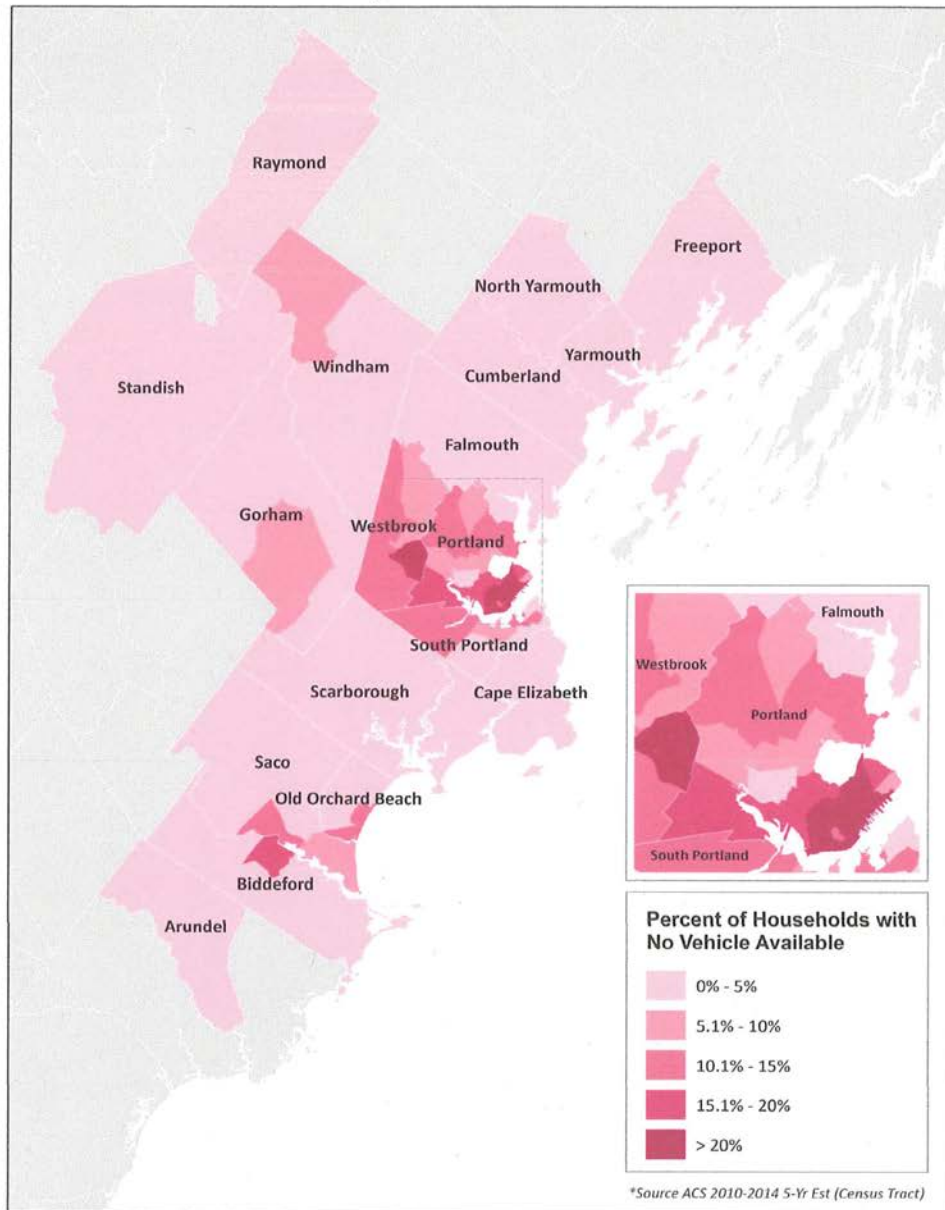 Raymond
Freeport
North Yarmouth
Yarmouth
Windham
Cumberland
Standish
Falmouth
Gorham
Westbrook
Portland
South Portland
Scarborough
Cape Elizabeth
Saco
Old Orchard Beach
Biddeford
Arundel
Falmouth
Westbrook
Portland
South Portland
Percent of Households with
No Vehicle Available
0% - 5%
5.1% - 10%
10.1% - 15%
15.1% - 20%
> 20%
*Source ACS 2010-2014 5-Yr Est (Census Tract)